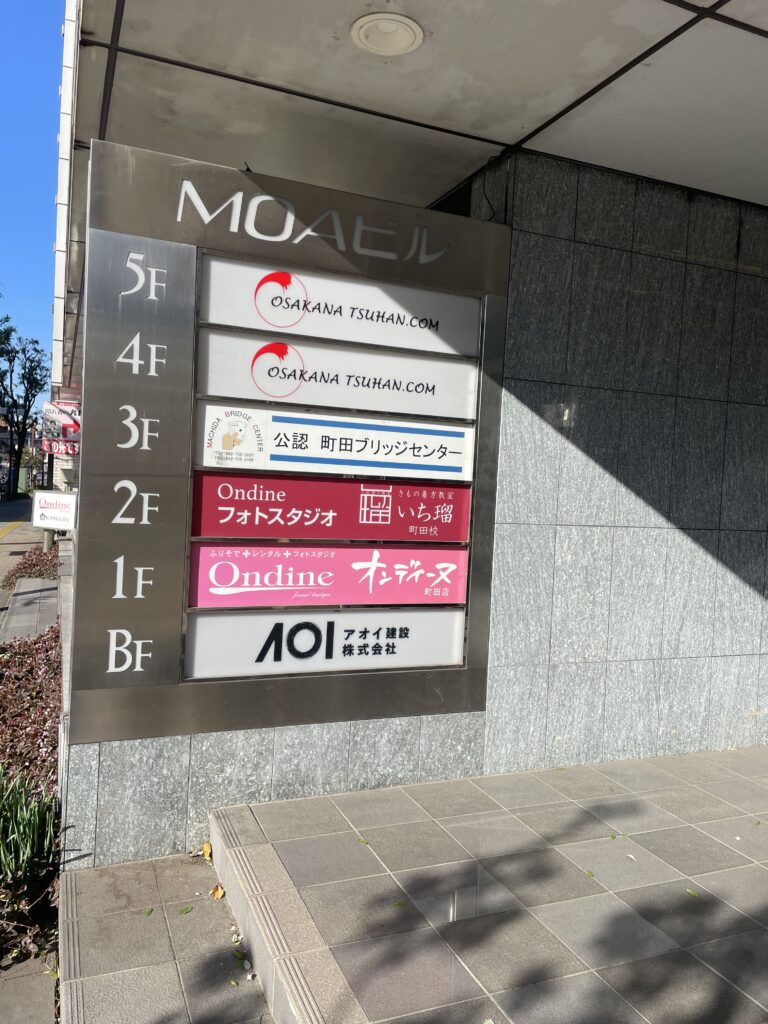 MOAビル
5F
OSAKANA TSUHAN.COM
4F
OSAKANA TSUHAN.COM
3F
MACHIDA BRIDGE CENTER
公認 町田ブリッジセンター
2F
Ondine
フォトスタジオ
きもの着方教室
いち瑠
町田校
1F
ふりそで+レンタル+フォトスタジオ
Ondine
formal boutique
オンディーヌ
町田店
BF
AOI
アオイ建設
株式会社
Ondine